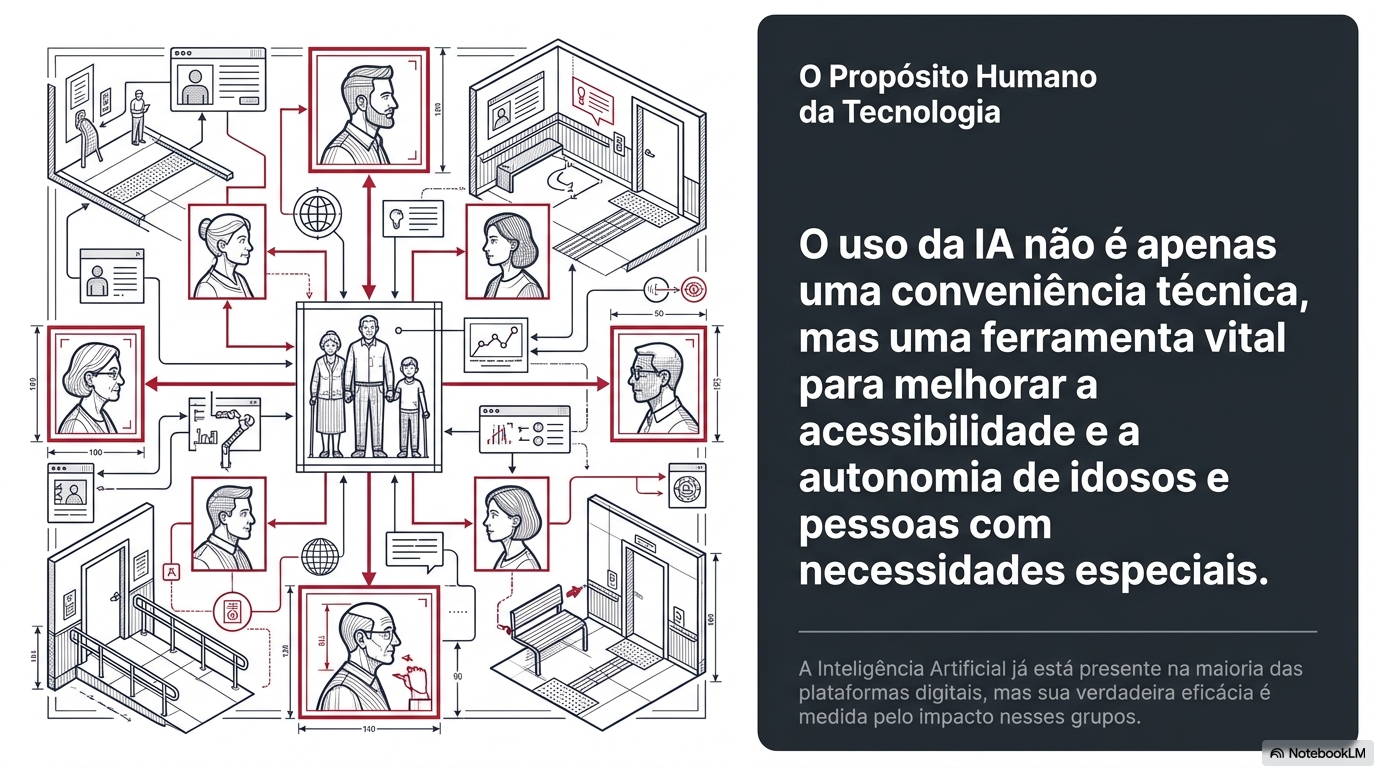 O Propósito Humano
da Tecnologia
O uso da IA não é apenas
uma conveniência técnica,
mas uma ferramenta vital
para melhorar a
acessibilidade e a
autonomia de idosos e
pessoas com
necessidades especiais.
A Inteligência Artificial já está presente na maioria das
plataformas digitais, mas sua verdadeira eficácia é
medida pelo impacto nesses grupos.
50
100
90
140
NotebookLM